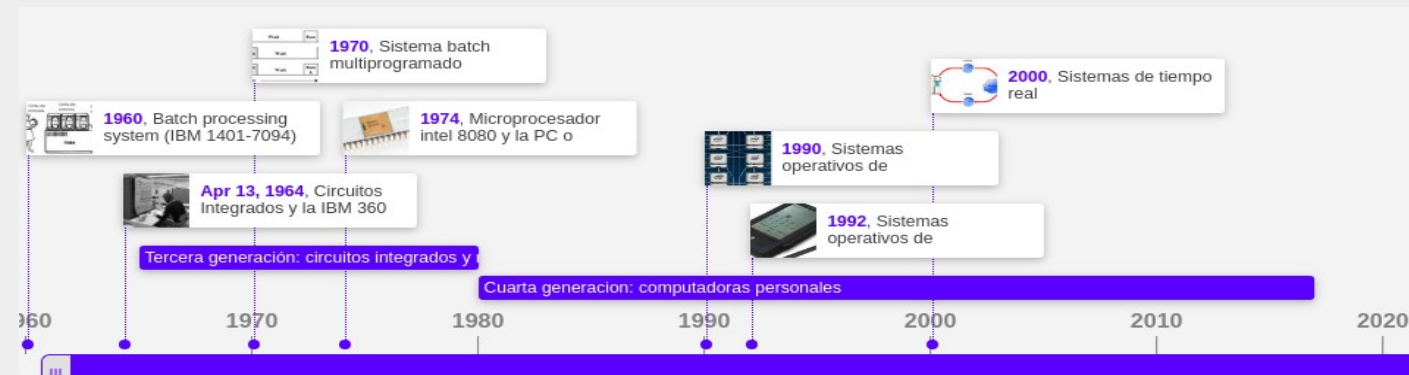 1970, Sistema batch
multiprogramado
2000, Sistemas de tiempo
real
1960, Batch processing
system (IBM 1401-7094)
1974, Microprocesador
intel 8080 y la PC o
1990, Sistemas
operativos de
Apr 13, 1964, Circuitos
Integrados y la IBM 360
1992, Sistemas
operativos de
Tercera generación: circuitos integrados y
Cuarta generacion: computadoras personales
960 1970 1980 1990 2000 2010 2020